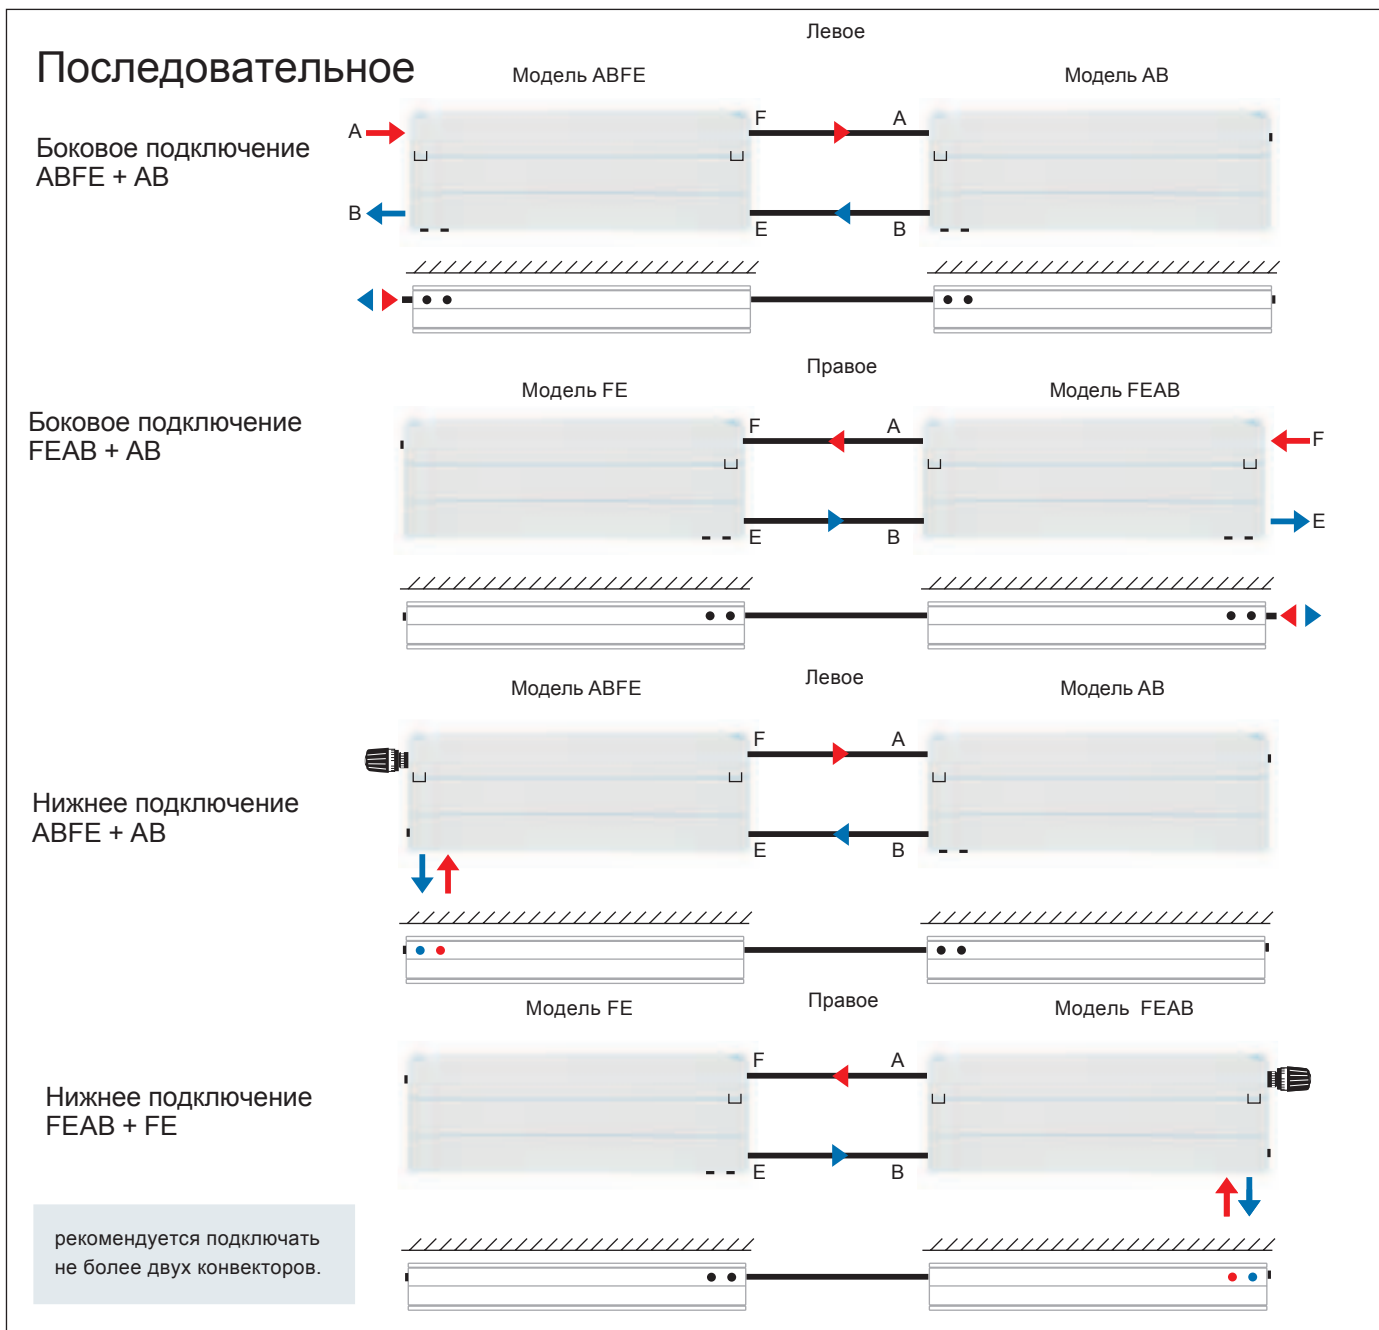 Левое
Последовательное
Модель ABFE
Модель AB
Боковое подключение
ABFE + AB
A
F
A
B
E
B
Правое
Модель FE
Модель FEAB
Боковое подключение
FEAB + AB
F
A
F
E
B
E
Левое
Модель ABFE
Модель AB
Нижнее подключение
ABFE + AB
F
A
E
B
Правое
Модель FE
Модель FEAB
Нижнее подключение
FEAB + FE
F
A
E
B
рекомендуется подключать
не более двух конвекторов.